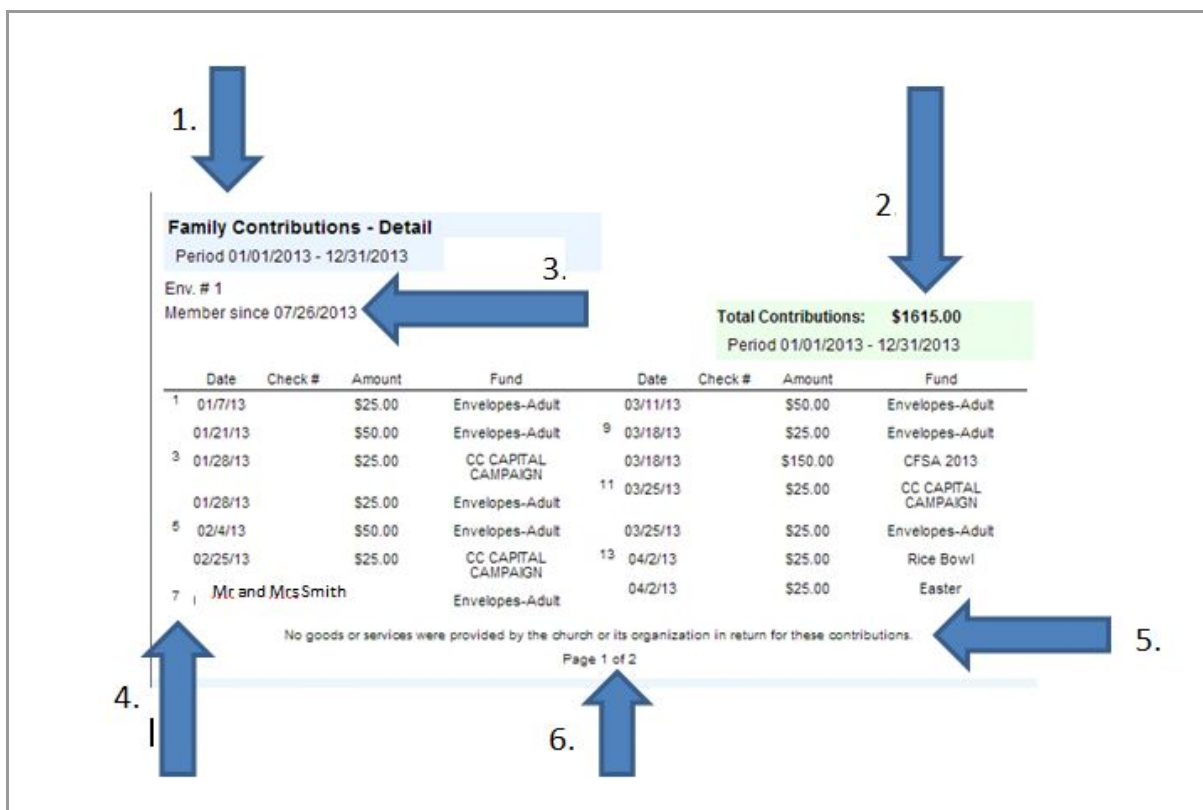 1.
2.
Family Contributions - Detail
Period 01/01/2013 - 12/31/2013
3.
Env. # 1
Member since 07/26/2013
Total Contributions: $1615.00
Period 01/01/2013 - 12/31/2013
Date Check # Amount Fund Date Check # Amount Fund
1 01/7/13 $25.00 Envelopes-Adult 03/11/13 $50.00 Envelopes-Adult
01/21/13 $50.00 Envelopes-Adult 9 03/18/13 $25.00 Envelopes-Adult
3 01/28/13 $25.00 CC CAPITAL 03/18/13 $150.00 CFSA 2013
CAMPAIGN
11 03/25/13 $25.00 CC CAPITAL
CAMPAIGN
01/28/13 $25.00 Envelopes-Adult
5 02/4/13 $50.00 Envelopes-Adult 03/25/13 $25.00 Envelopes-Adult
02/25/13 $25.00 CC CAPITAL 13 04/2/13 $25.00 Rice Bowl
CAMPAIGN
7 Mr and Mrs Smith Envelopes-Adult 04/2/13 $25.00 Easter
No goods or services were provided by the church or its organization in return for these contributions.
5.
Page 1 of 2
4.
6.